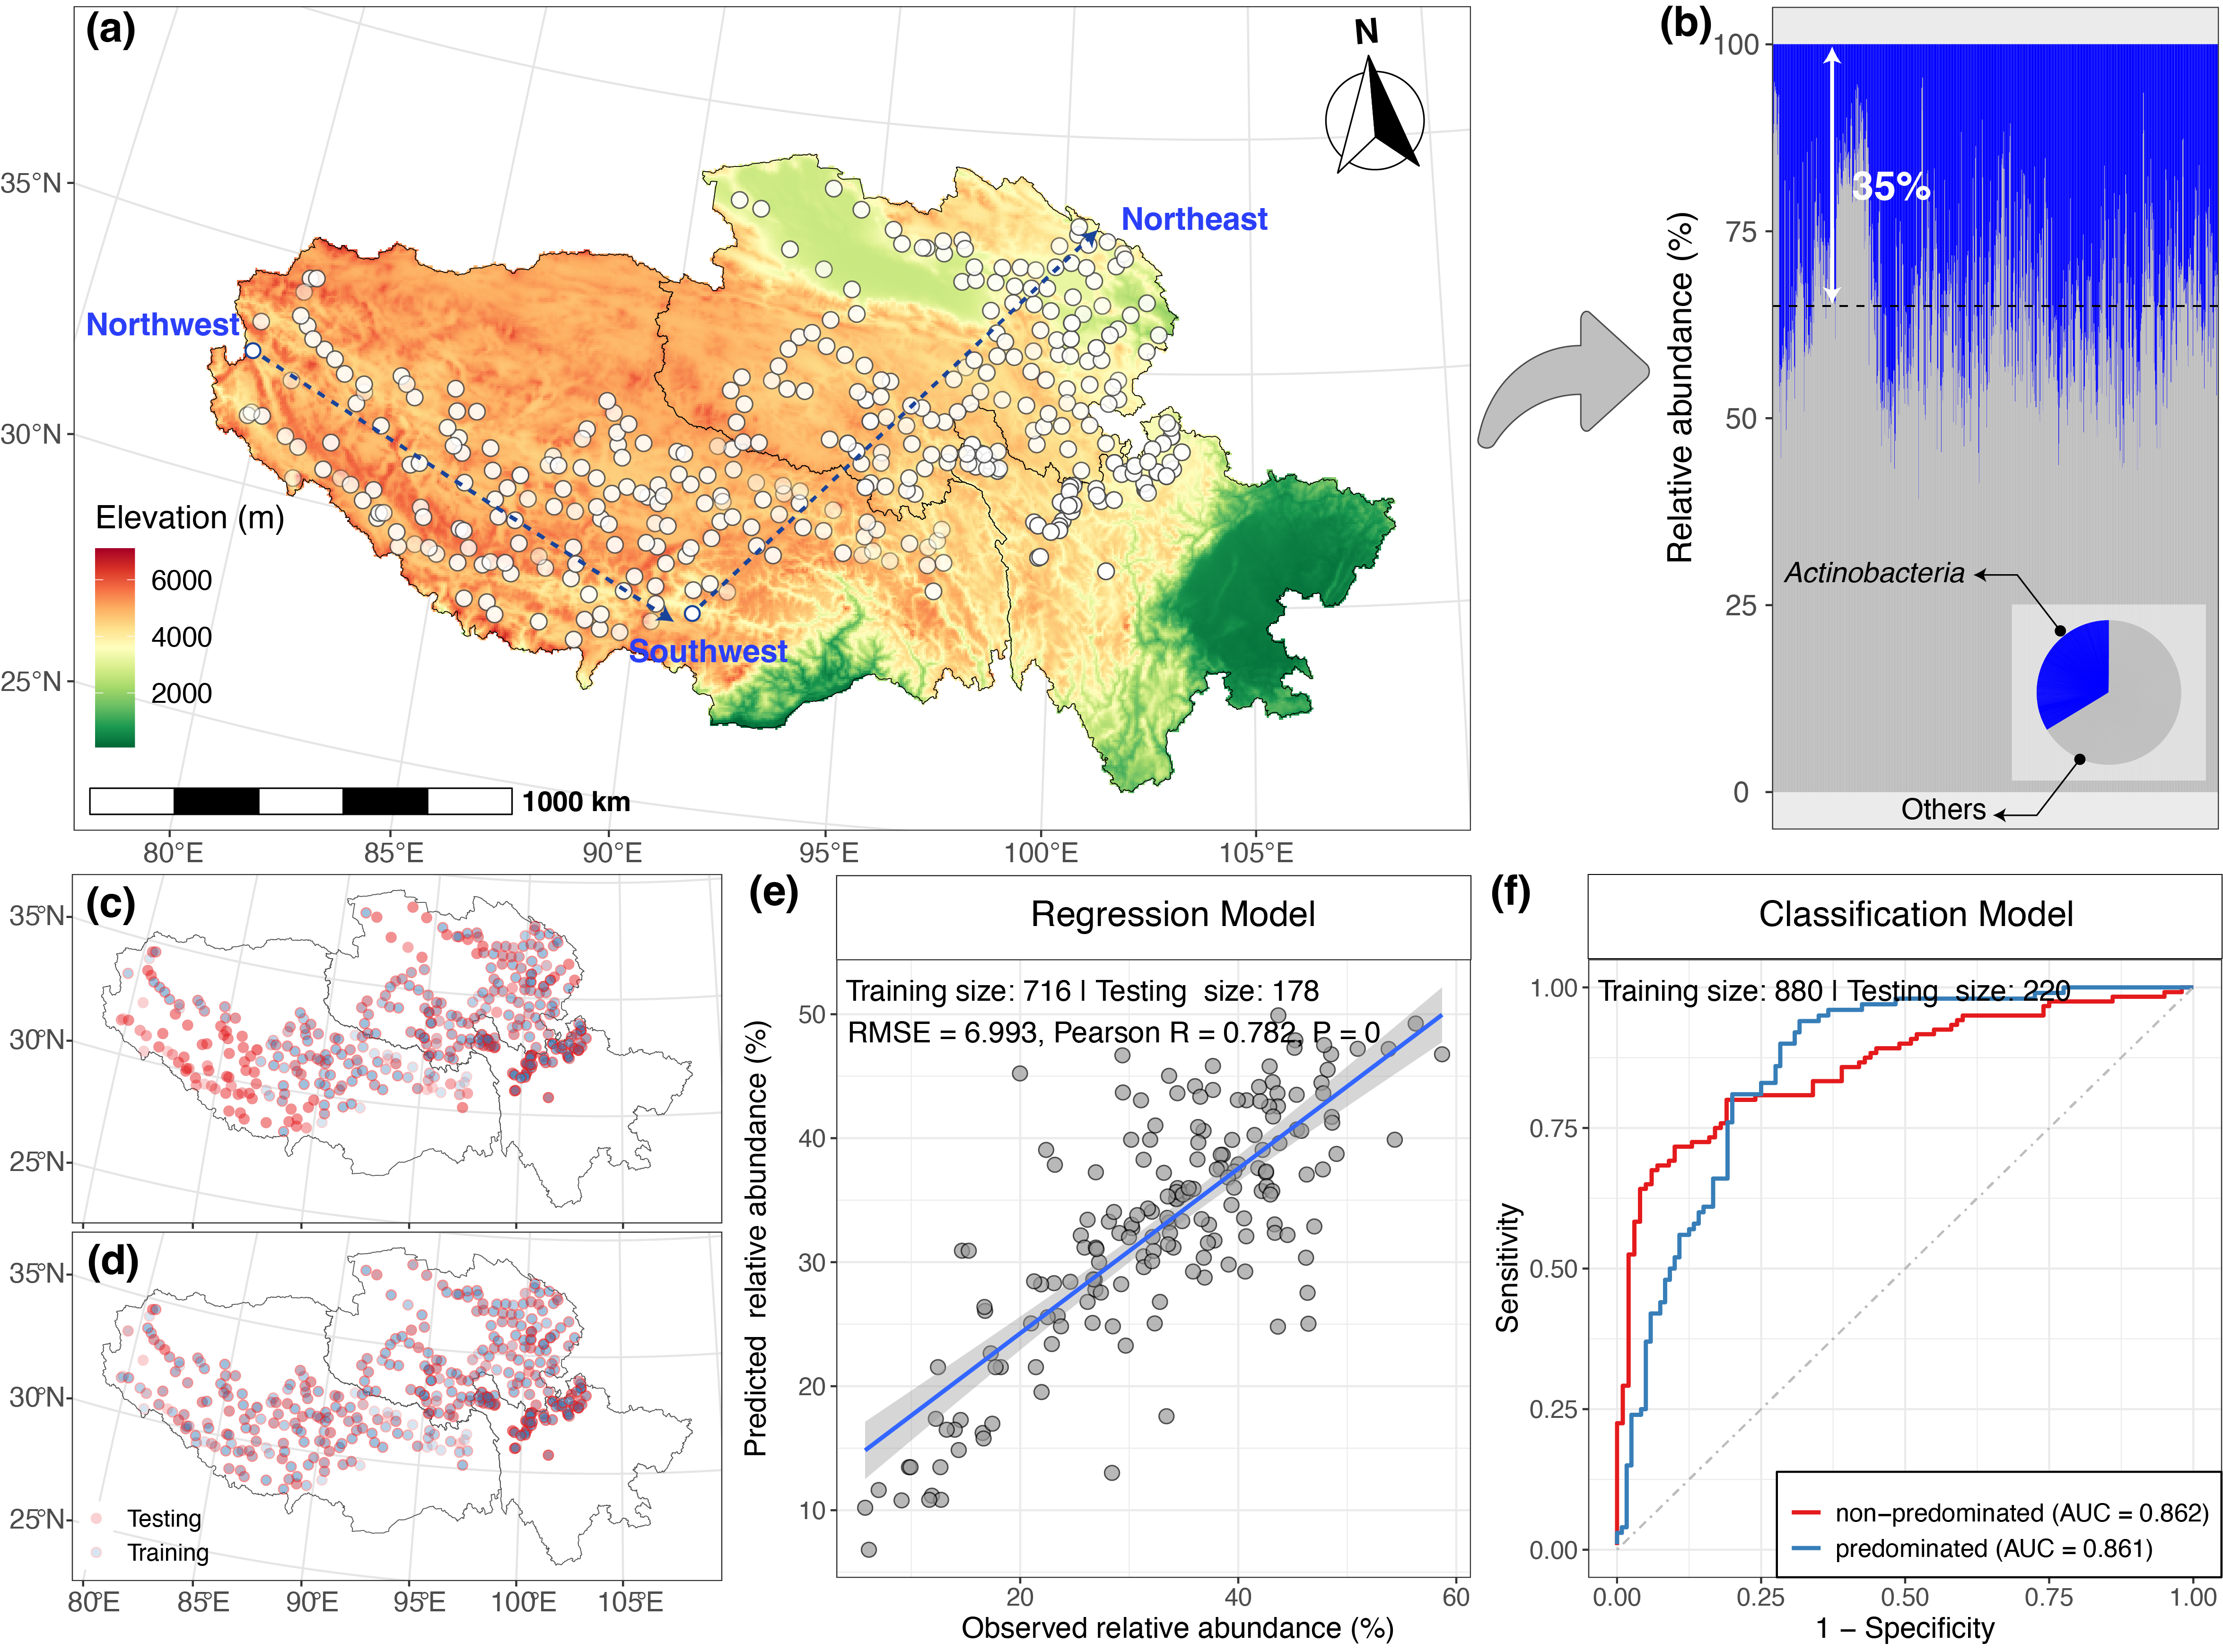 (a)
N
35°N
30°N
25°N
Northwest
Northeast
Southwest
Elevation (m)
6000
4000
2000
1000 km
80°E
85°E
90°E
95°E
100°E
105°E
(b)
100
75
50
25
0
Relative abundance (%)
35%
Actinobacteria
Others
(c)
35°N
30°N
25°N
(d)
35°N
30°N
25°N
Testing
Training
80°E
85°E
90°E
95°E
100°E
105°E
(e)
Regression Model
Training size: 716 | Testing size: 178
RMSE = 6.993, Pearson R = 0.782, P = 0
50
40
30
20
10
Predicted relative abundance (%)
20
40
60
Observed relative abundance (%)
(f)
Classification Model
Training size: 880 | Testing size: 220
1.00
0.75
0.50
0.25
0.00
Sensitivity
non-predominated (AUC = 0.862)
predominated (AUC = 0.861)
0.00
0.25
0.50
0.75
1.00
1 − Specificity